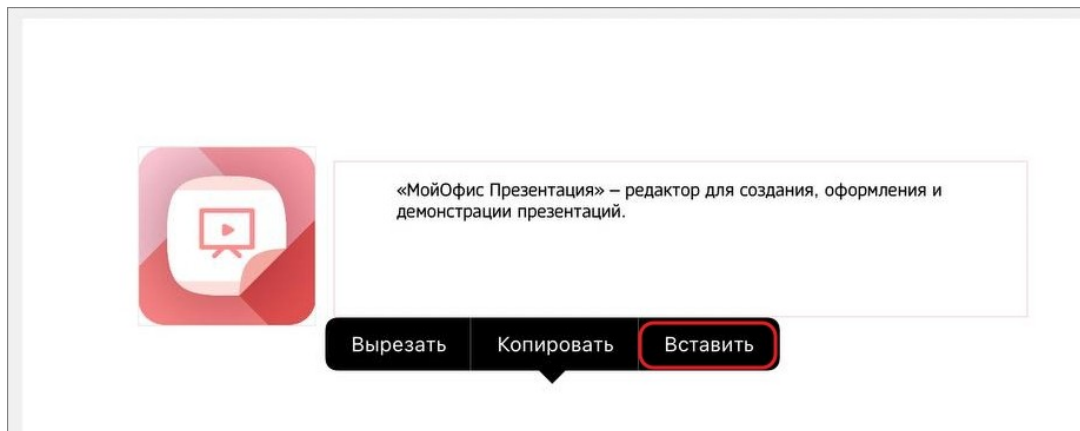 «МойОфис Презентация» – редактор для создания, оформления и
демонстрации презентаций.
Вырезать Копировать Вставить